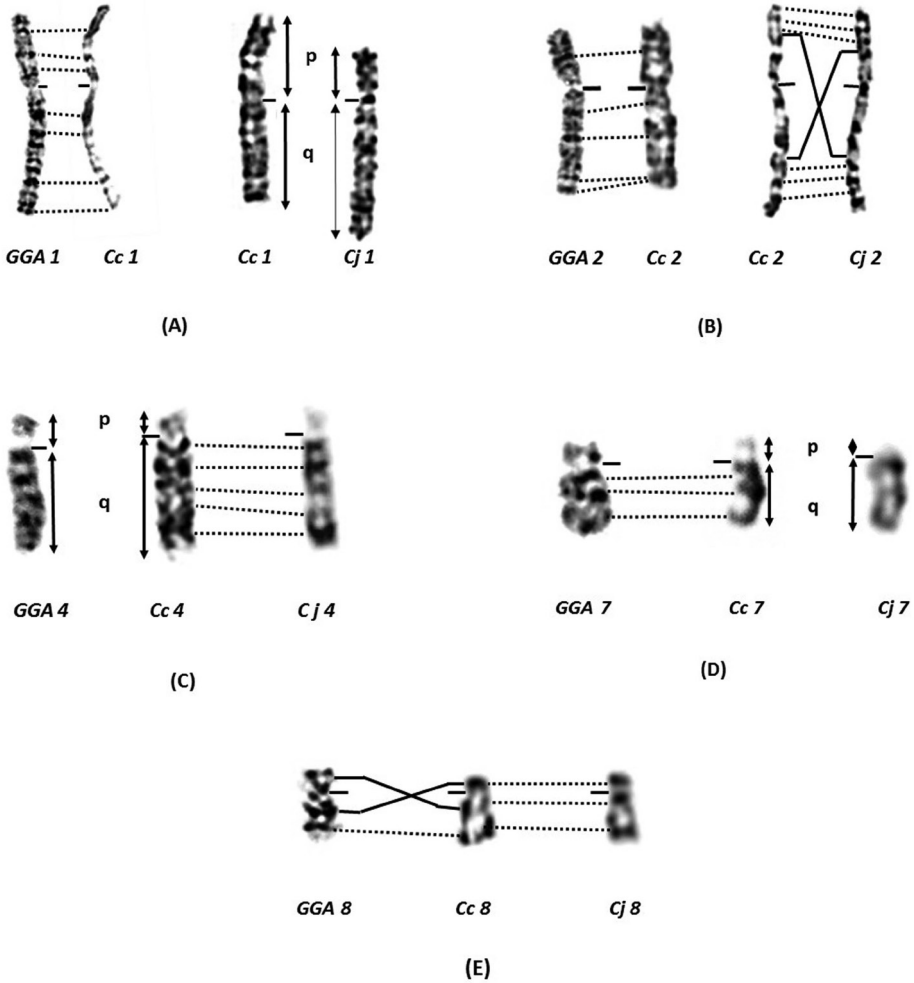 p
q
GGA 1 Cc 1 Cc 1 Cj 1
(A)
GGA 2 Cc 2 Cc 2 Cj 2
(B)
p
q
GGA 4 Cc 4 C j 4
(C)
p
q
GGA 7 Cc 7 Cj 7
(D)
GGA 8 Cc 8 Cj 8
(E)